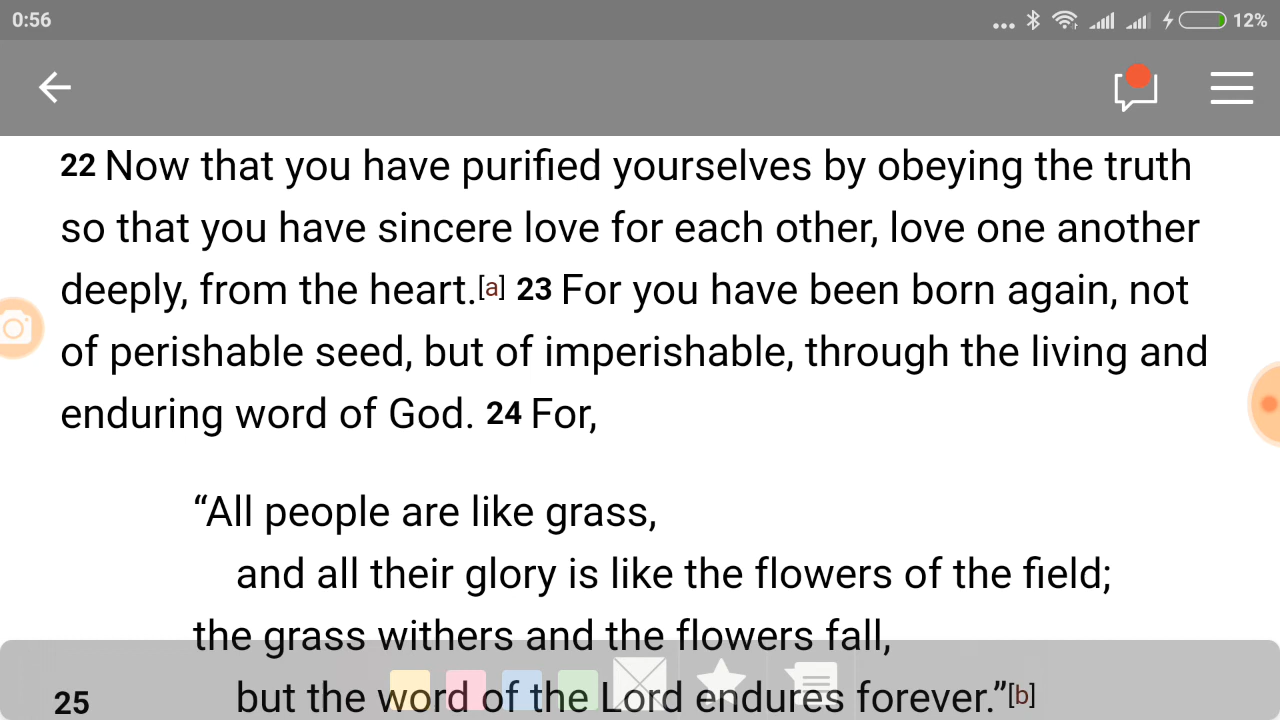 0:56
12%
22 Now that you have purified yourselves by obeying the truth
so that you have sincere love for each other, love one another
deeply, from the heart.[a] 23 For you have been born again, not
of perishable seed, but of imperishable, through the living and
enduring word of God. 24 For,
“All people are like grass,
and all their glory is like the flowers of the field;
the grass withers and the flowers fall,
25 but the word of the Lord endures forever.”[b]